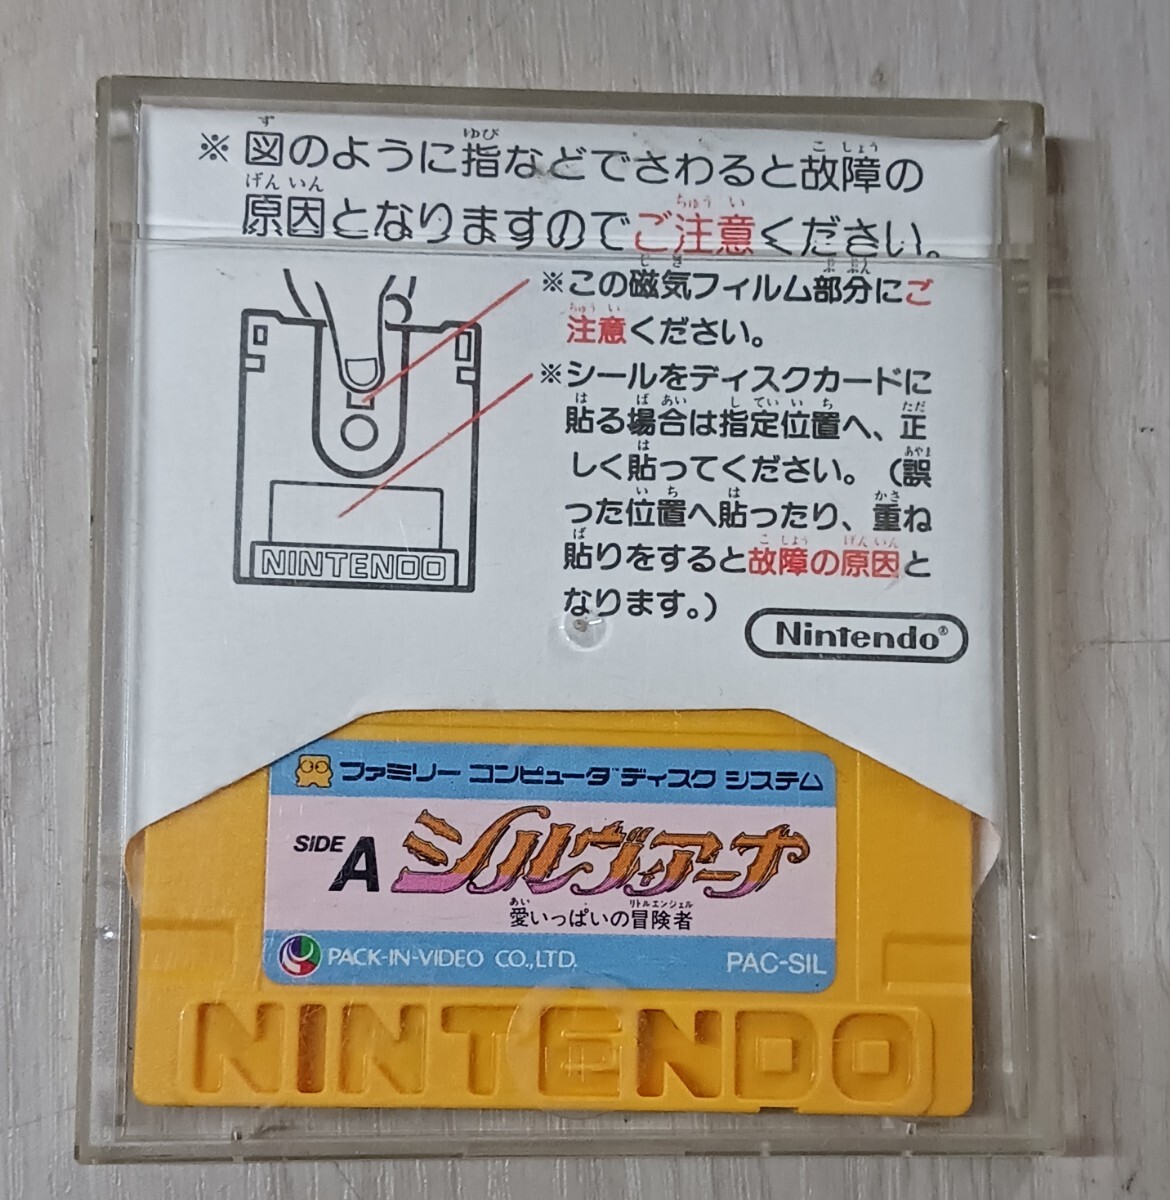 ※図のように指などでさわると故障の
原因となりますのでご注意ください。
※この磁気フィルム部分にご
注意ください。
※シールをディスクカードに
貼る場合は指定位置へ、正
しく貼ってください。(誤
った位置へ貼ったり、重ね
貼りをすると故障の原因と
なります。)
NINTENDO
Nintendo®
ファミリー コンピュータ ディスク システム
SIDE A
シルヴィアーナ
愛いっぱいの冒険者
PACK-IN-VIDEO CO.,LTD.
PAC-SIL
NINTENDO